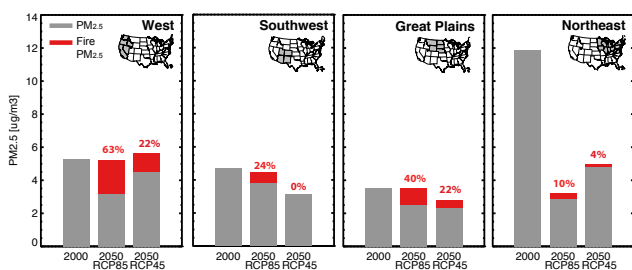 PM2.5 [ug/m3]
14
12
10
8
6
4
2
0
PM2.5
Fire
PM2.5
West
63%
22%
2000 2050 2050
RCP85 RCP45
Southwest
24%
0%
2000 2050 2050
RCP85 RCP45
Great Plains
40%
22%
2000 2050 2050
RCP85 RCP45
Northeast
10%
4%
2000 2050 2050
RCP85 RCP45